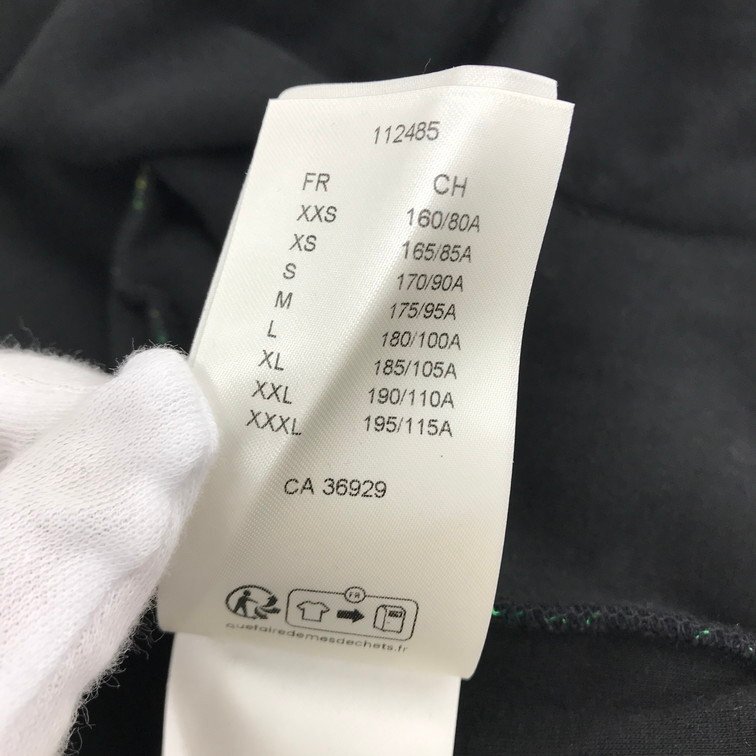 112485
FR CH
XXS 160/80A
XS 165/85A
S 170/90A
M 175/95A
L 180/100A
XL 185/105A
XXL 190/110A
XXXL 195/115A
CA 36929
FR
quefairedemesdechets.fr